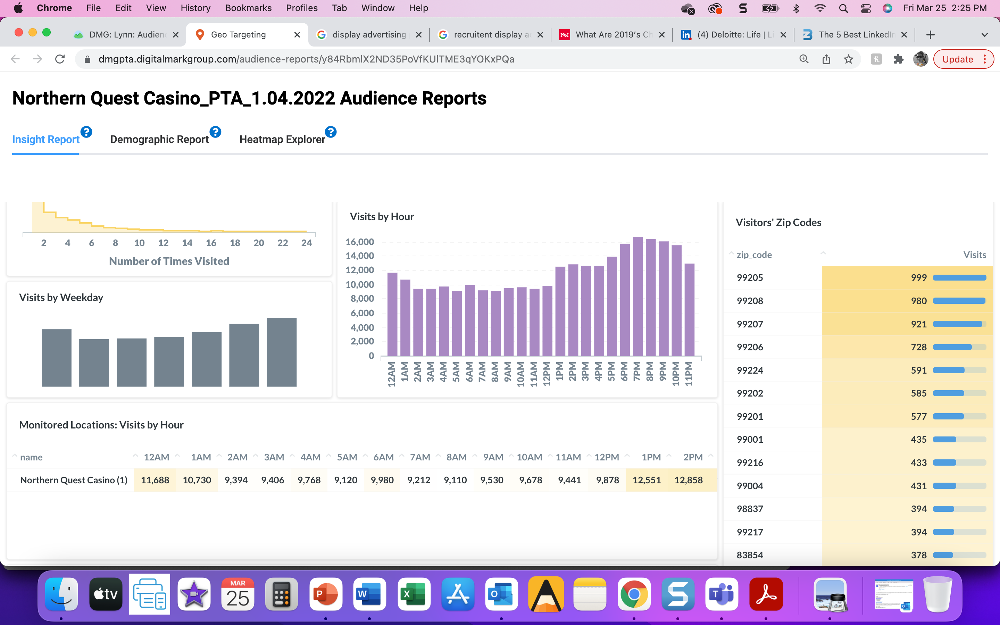 Chrome File Edit View History Bookmarks Profiles Tab Window Help Fri Mar 25 2:25 PM
DMG: Lynn: Audien Geo Targeting display advertising recruitent display a What Are 2019's Ch (4) Deloitte: Life | Li The 5 Best LinkedIn
dmgpta.digitalmarkgroup.com/audience-reports/y84RbmlX2ND35PoVfKUlTME3qYOKxPQa Update
Northern Quest Casino_PTA_1.04.2022 Audience Reports
Insight Report ? Demographic Report ? Heatmap Explorer ?
2 4 6 8 10 12 14 16 18 20 22 24
Number of Times Visited
Visits by Weekday
Visits by Hour
16,000
14,000
12,000
10,000
8,000
6,000
4,000
2,000
0
12AM 1AM 2AM 3AM 4AM 5AM 6AM 7AM 8AM 9AM 10AM 11AM 12PM 1PM 2PM 3PM 4PM 5PM 6PM 7PM 8PM 9PM 10PM 11PM
Monitored Locations: Visits by Hour
name 12AM 1AM 2AM 3AM 4AM 5AM 6AM 7AM 8AM 9AM 10AM 11AM 12PM 1PM 2PM
Northern Quest Casino (1) 11,688 10,730 9,394 9,406 9,768 9,120 9,980 9,212 9,110 9,530 9,678 9,441 9,878 12,551 12,858
Visitors' Zip Codes
zip_code Visits
99205 999
99208 980
99207 921
99206 728
99224 591
99202 585
99201 577
99001 435
99216 433
99004 431
98837 394
99217 394
83854 378
tv MAR 25 P W X O S T